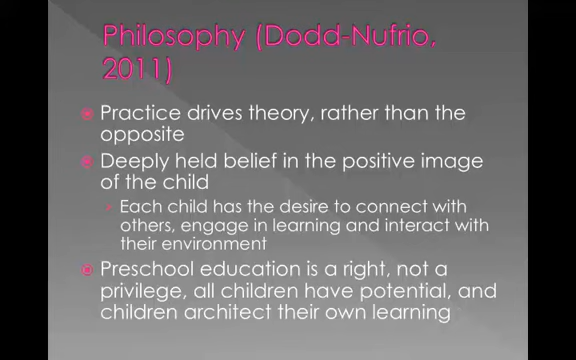 Philosophy (Dodd-Nufrio,
2011)
Practice drives theory, rather than the
opposite
Deeply held belief in the positive image
of the child
Each child has the desire to connect with
others, engage in learning and interact with
their environment
Preschool education is a right, not a
privilege, all children have potential, and
children architect their own learning